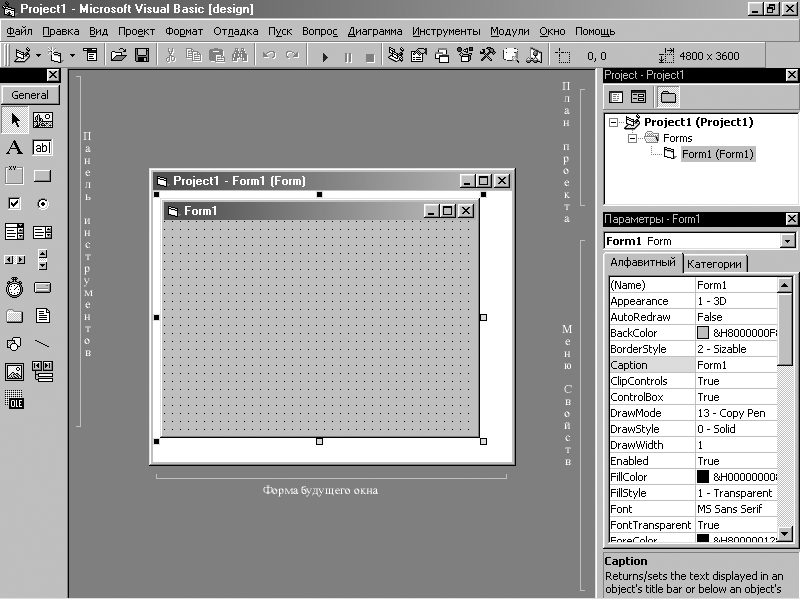 Project1 - Microsoft Visual Basic [design]
Файл Правка Вид Проект Формат Отладка Пуск Вопрос Диаграмма Инструменты Модули Окно Помощь
0, 0 4800 x 3600
General
A ab|
xv
OLE
Панель инструментов
Project1 - Form1 (Form)
Form1
Форма будущего окна
План проекта
Меню Свойств
Project - Project1
Project1 (Project1)
Forms
Form1 (Form1)
Параметры - Form1
Form1 Form
Алфавитный Категории
(Name) Form1
Appearance 1 - 3D
AutoRedraw False
BackColor &H8000000F&
BorderStyle 2 - Sizable
Caption Form1
ClipControls True
ControlBox True
DrawMode 13 - Copy Pen
DrawStyle 0 - Solid
DrawWidth 1
Enabled True
FillColor &H00000000&
FillStyle 1 - Transparent
Font MS Sans Serif
FontTransparent True
ForeColor &H80000012&
Caption
Returns/sets the text displayed in an
object's title bar or below an object's